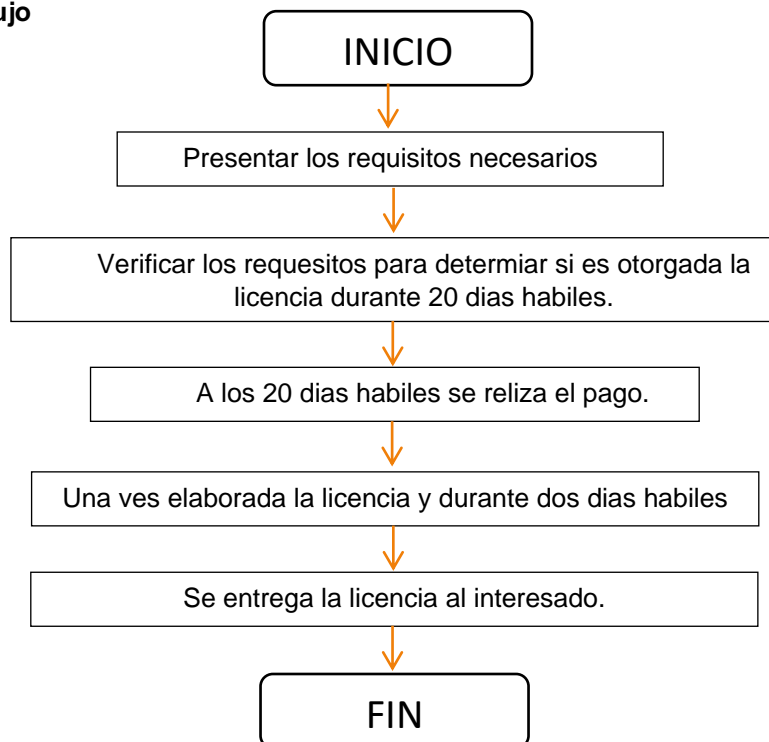 ujo
INICIO
Presentar los requisitos necesarios
Verificar los requesitos para determiar si es otorgada la
licencia durante 20 dias habiles.
A los 20 dias habiles se reliza el pago.
Una ves elaborada la licencia y durante dos dias habiles
Se entrega la licencia al interesado.
FIN